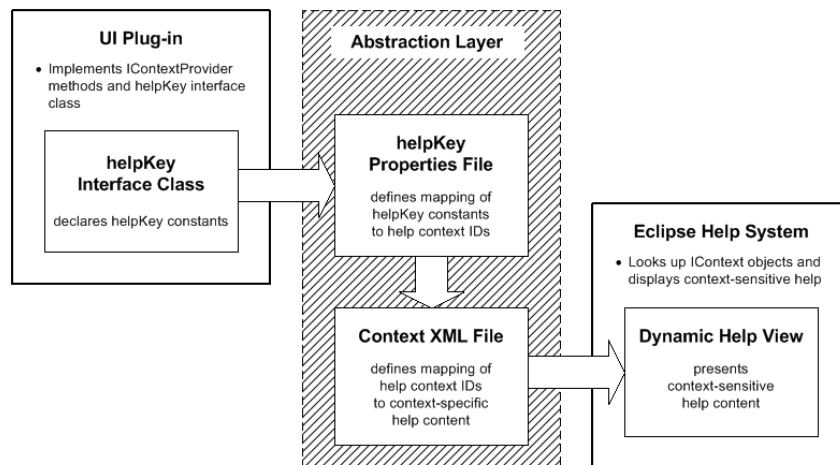 UI Plug-in
• Implements IContextProvider
methods and helpKey interface
class
helpKey
Interface Class
declares helpKey constants
Abstraction Layer
helpKey
Properties File
defines mapping of
helpKey constants
to help context IDs
Context XML File
defines mapping of
help context IDs
to context-specific
help content
Eclipse Help System
• Looks up IContext objects and
displays context-sensitive help
Dynamic Help View
presents
context-sensitive
help content